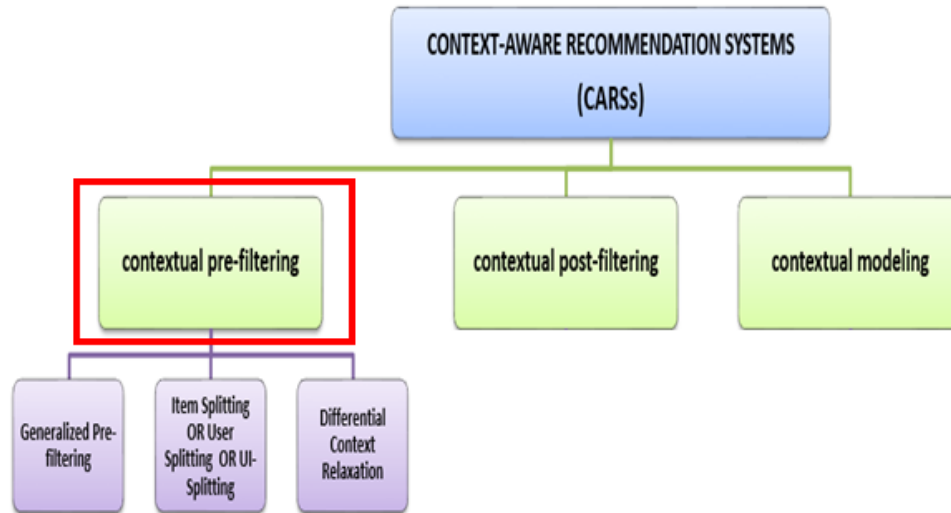 CONTEXT-AWARE RECOMMENDATION SYSTEMS
(CARSs)
contextual pre-filtering
contextual post-filtering
contextual modeling
Generalized Pre-
filtering
Item Splitting
OR User
Splitting OR UI-
Splitting
Differential
Context
Relaxation